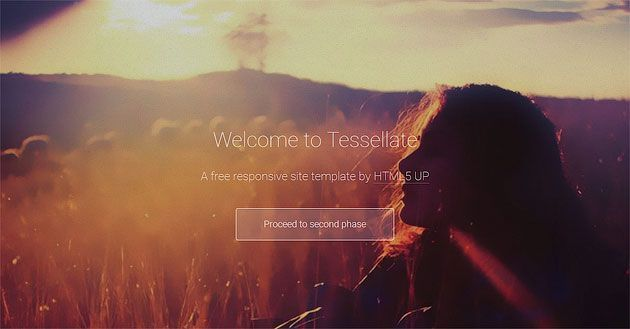 Welcome to Tessellate
A free responsive site template by HTML5 UP
Proceed to second phase